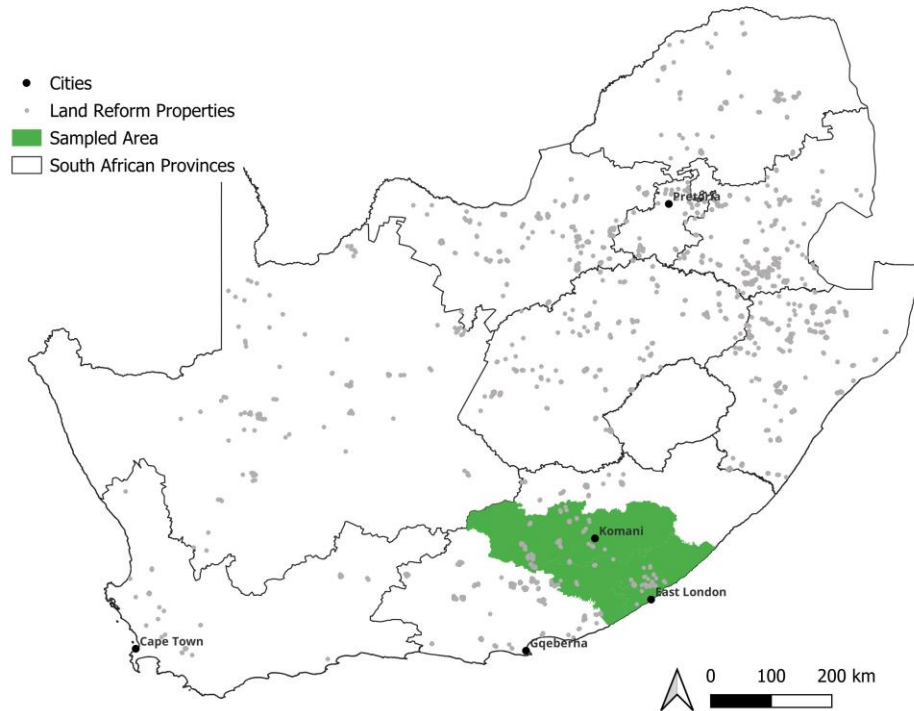 Cities
Land Reform Properties
Sampled Area
South African Provinces
Pretoria
Komani
East London
Cape Town
Gqeberha
0 100 200 km